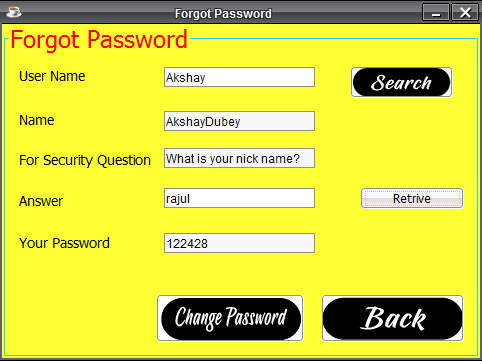 Forgot Password
Forgot Password
User Name Akshay Search
Name AkshayDubey
For Security Question What is your nick name?
Answer rajul Retrive
Your Password 122428
Change Password Back